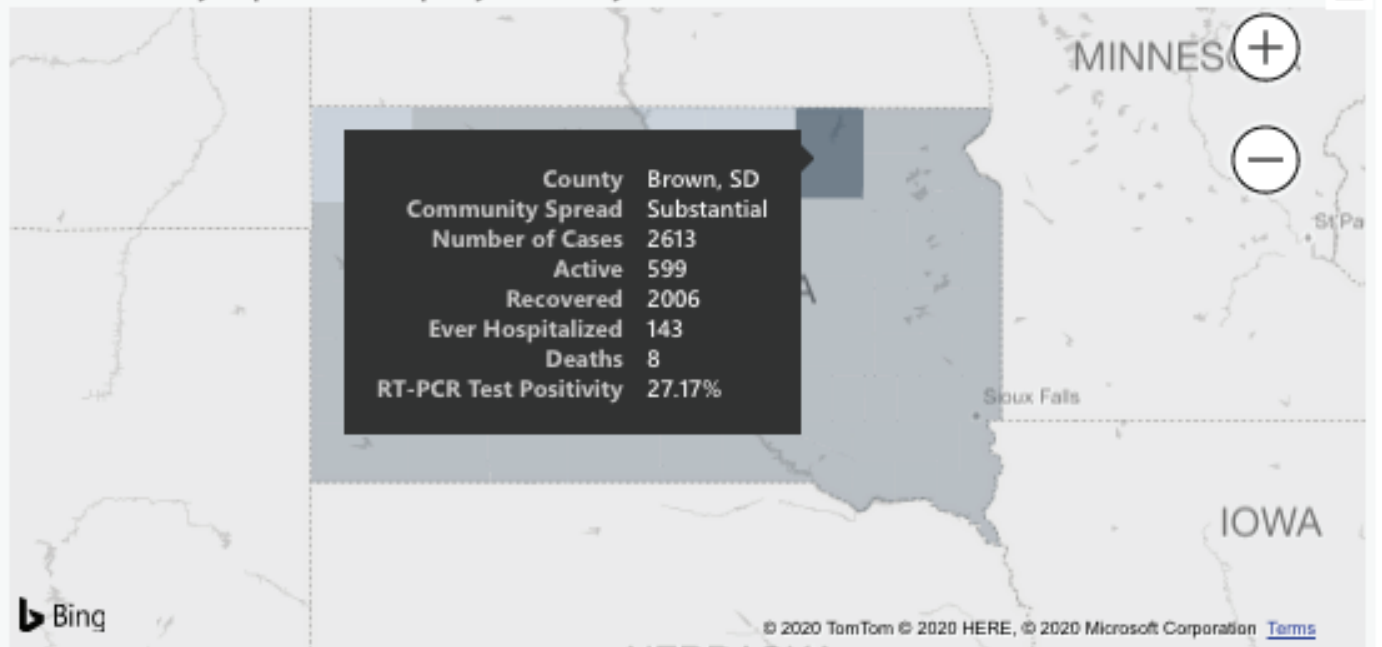 MINNES
County Brown, SD
Community Spread Substantial
Number of Cases 2613
Active 599
Recovered 2006
Ever Hospitalized 143
Deaths 8
RT-PCR Test Positivity 27.17%
A
St Pa
Sioux Falls
IOWA
Bing
© 2020 TomTom © 2020 HERE, © 2020 Microsoft Corporation Terms